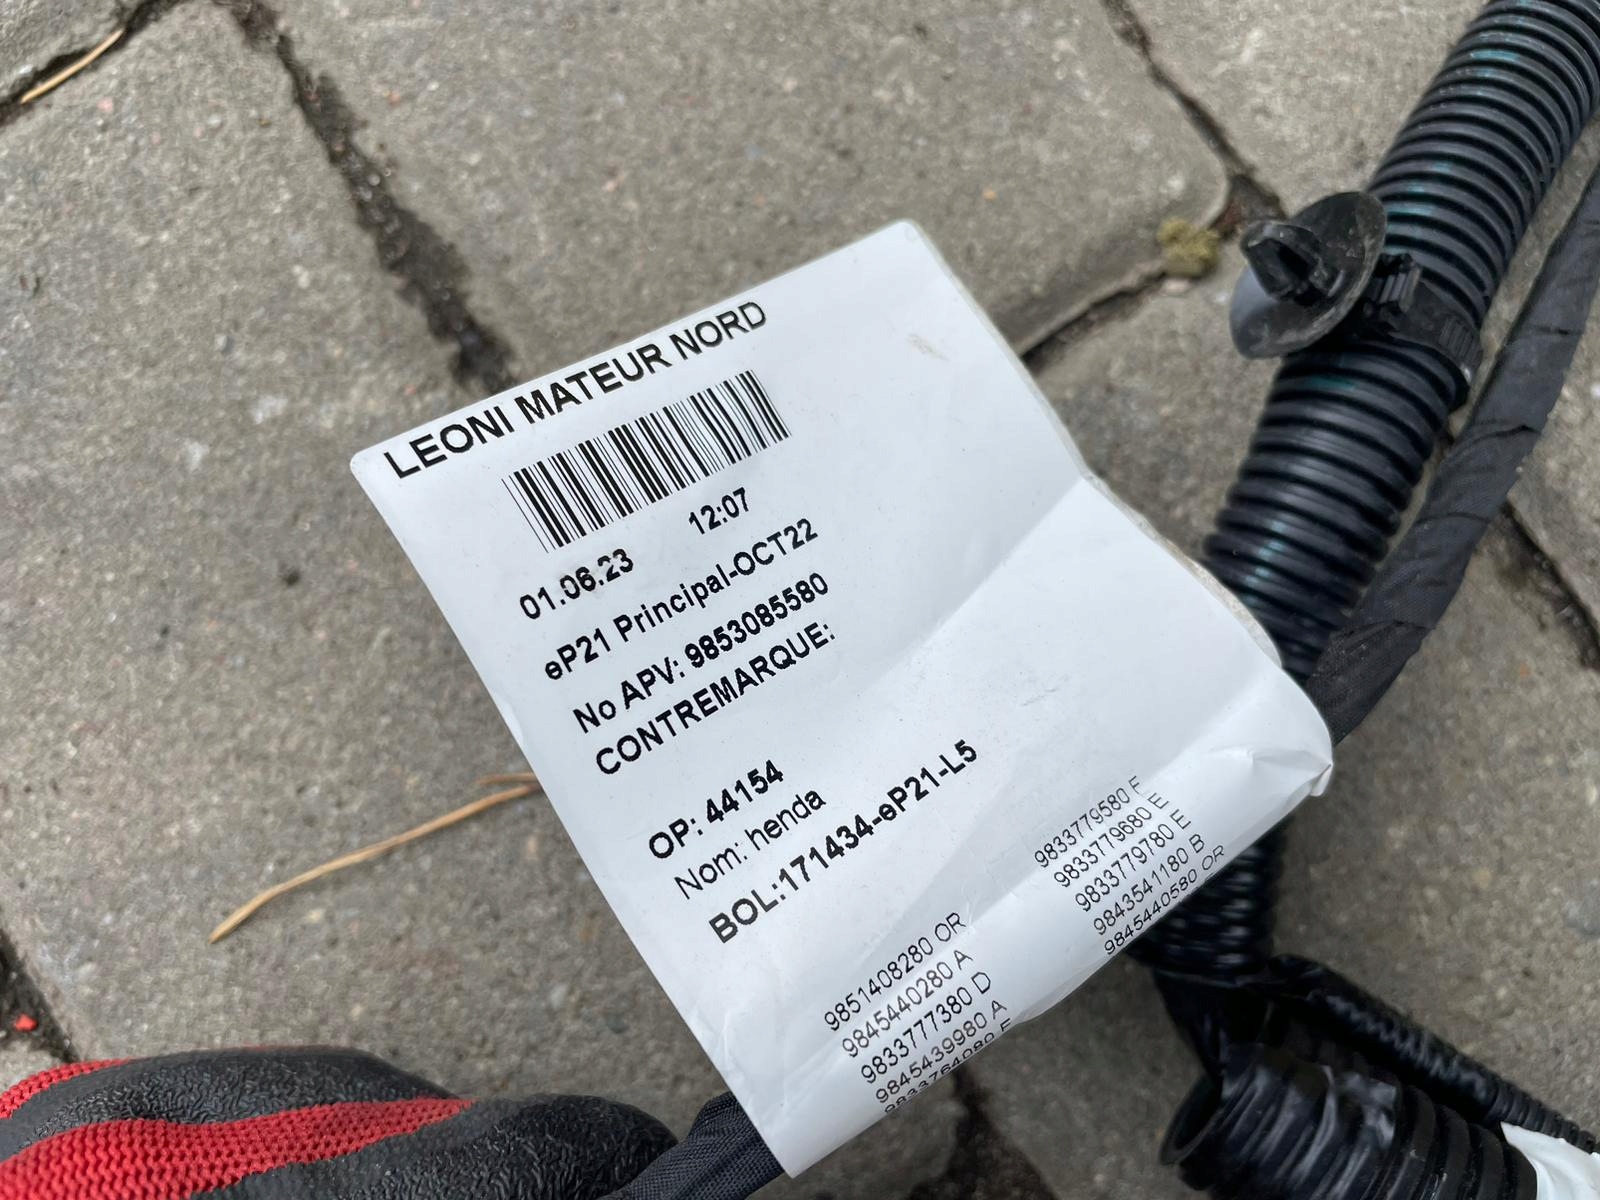 LEONI MATEUR NORD
01.06.23 12:07
eP21 Principal-OCT22
No APV: 9853085580
CONTREMARQUE:
OP: 44154
Nom: henda
BOL:171434-eP21-L5
9851408280 OR
9845440280 A
9833777380 D
9845439980 A
9833764080
9833779580
9833779680 E
9833779780 E
9843541180 B
9845440580 OR